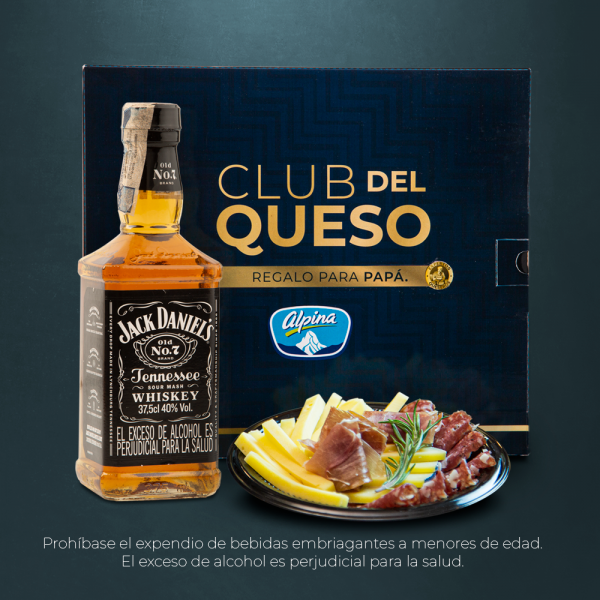 CLUB DEL
QUESO
REGALO PARA PAPÁ.
Alpina
Old
No.7
BRAND
JACK DANIEL'S
Old
No.7
BRAND
Tennessee
SOUR MASH
WHISKEY
37,5cl 40% Vol.
EL EXCESO DE ALCOHOL ES
PERJUDICIAL PARA LA SALUD
Prohíbase el expendio de bebidas embriagantes a menores de edad.
El exceso de alcohol es perjudicial para la salud.